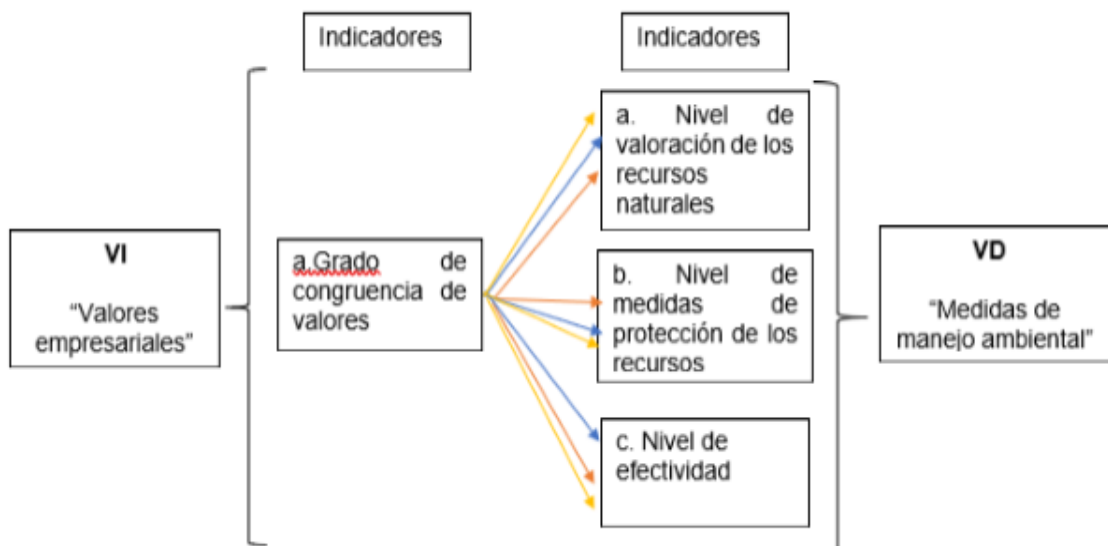 Indicadores
Indicadores
VI
“Valores
empresariales”
a.Grado de
congruencia de
valores
a. Nivel de
valoración de los
recursos
naturales
b. Nivel de
medidas de
protección de los
recursos
c. Nivel de
efectividad
VD
“Medidas de
manejo ambiental”